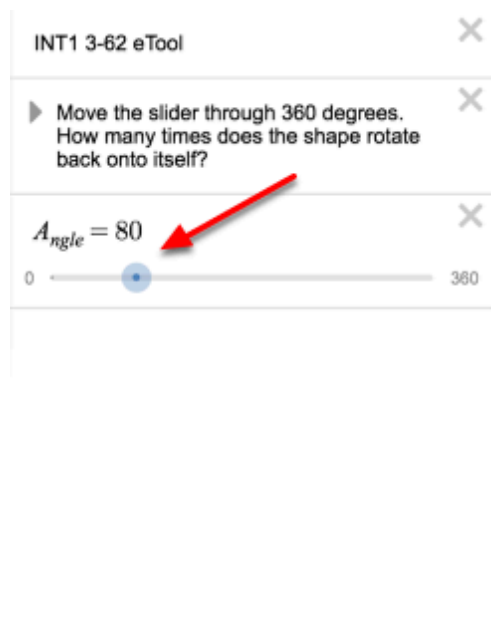 INT1 3-62 eTool
Move the slider through 360 degrees.
How many times does the shape rotate
back onto itself?
Angle = 80
0 360